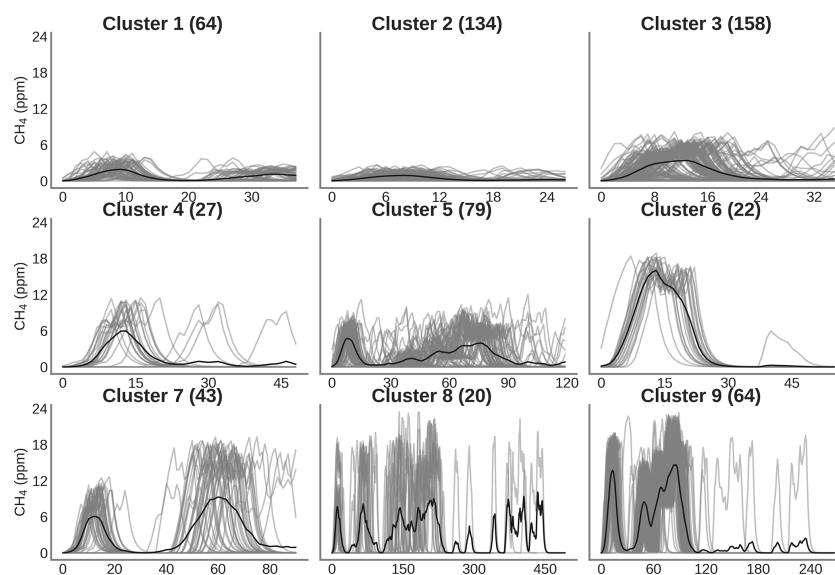 Cluster 1 (64) Cluster 2 (134) Cluster 3 (158)
24
18
12
6
0
CH₄ (ppm)
0 10 20 30 0 6 12 18 24 0 8 16 24 32
Cluster 4 (27) Cluster 5 (79) Cluster 6 (22)
24
18
12
6
0
CH₄ (ppm)
0 15 30 45 0 30 60 90 120 0 15 30 45
Cluster 7 (43) Cluster 8 (20) Cluster 9 (64)
24
18
12
6
0
CH₄ (ppm)
0 20 40 60 80 0 150 300 450 0 60 120 180 240